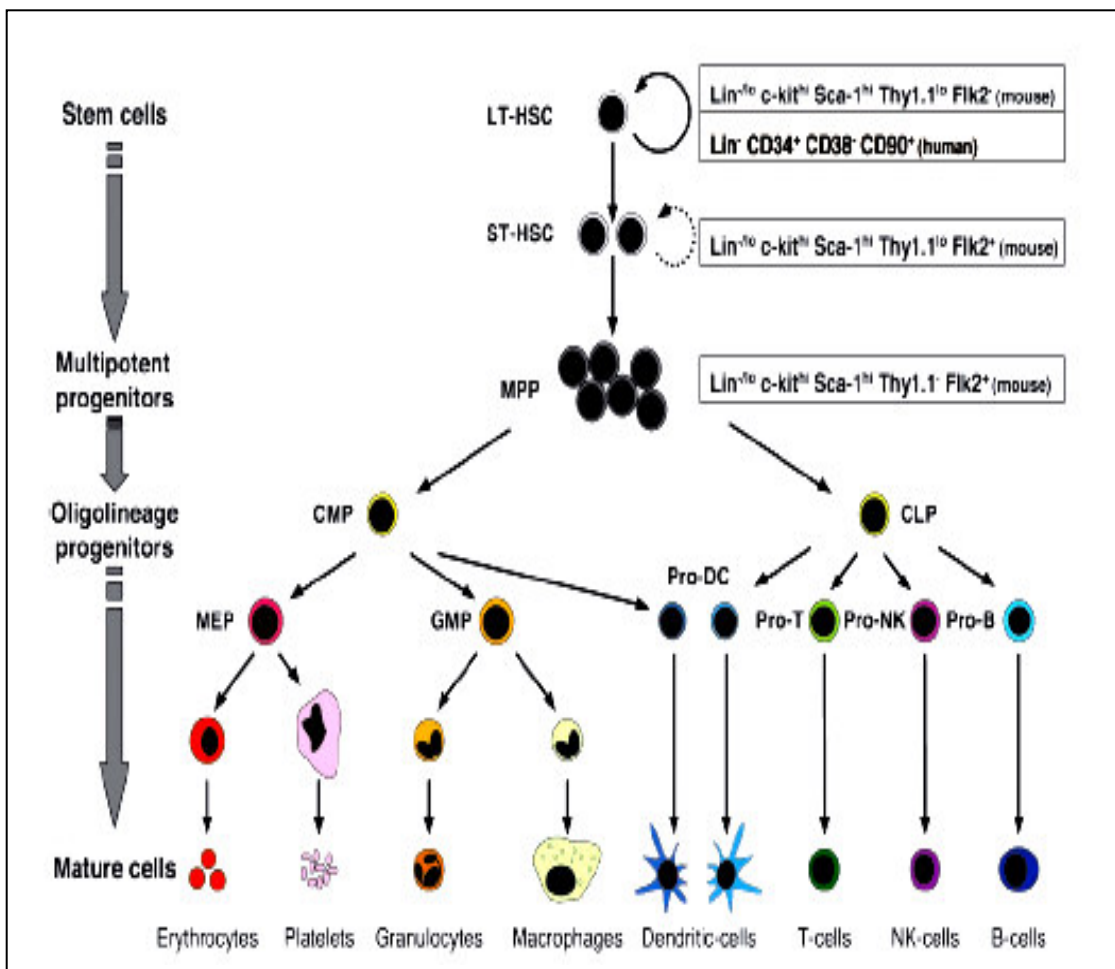 Stem cells
LT-HSC
Lin⁻/ˡᵒ c-kitʰⁱ Sca-1ʰⁱ Thy1.1ˡᵒ Flk2⁻ (mouse)
Lin⁻ CD34⁺ CD38⁻ CD90⁺ (human)
ST-HSC
Lin⁻/ˡᵒ c-kitʰⁱ Sca-1ʰⁱ Thy1.1ˡᵒ Flk2⁺ (mouse)
Multipotent
progenitors
MPP
Lin⁻/ˡᵒ c-kitʰⁱ Sca-1ʰⁱ Thy1.1⁻ Flk2⁺ (mouse)
Oligolineage
progenitors
CMP
CLP
Pro-DC
MEP
GMP
Pro-T
Pro-NK
Pro-B
Mature cells
Erythrocytes
Platelets
Granulocytes
Macrophages
Dendritic-cells
T-cells
NK-cells
B-cells